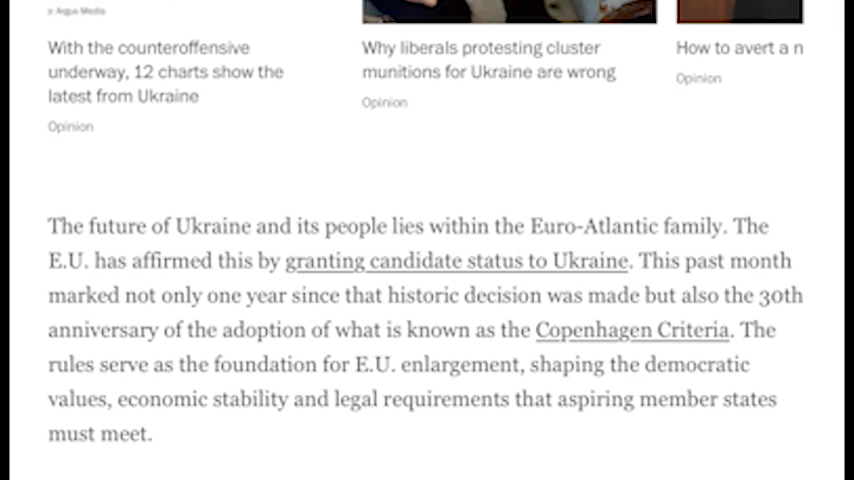 e: Argus Media
With the counteroffensive
underway, 12 charts show the
latest from Ukraine
Opinion
Why liberals protesting cluster
munitions for Ukraine are wrong
Opinion
How to avert a n
Opinion
The future of Ukraine and its people lies within the Euro-Atlantic family. The
E.U. has affirmed this by granting candidate status to Ukraine. This past month
marked not only one year since that historic decision was made but also the 30th
anniversary of the adoption of what is known as the Copenhagen Criteria. The
rules serve as the foundation for E.U. enlargement, shaping the democratic
values, economic stability and legal requirements that aspiring member states
must meet.